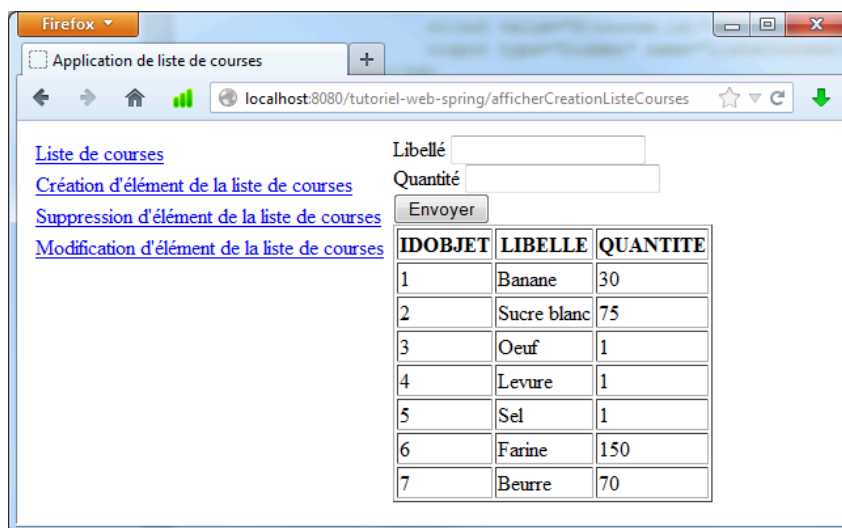 Firefox
Application de liste de courses
localhost:8080/tutoriel-web-spring/afficherCreationListeCourses
Liste de courses
Création d'élément de la liste de courses
Suppression d'élément de la liste de courses
Modification d'élément de la liste de courses
Libellé
Quantité
Envoyer
IDOBJET LIBELLE QUANTITE
1 Banane 30
2 Sucre blanc 75
3 Oeuf 1
4 Levure 1
5 Sel 1
6 Farine 150
7 Beurre 70